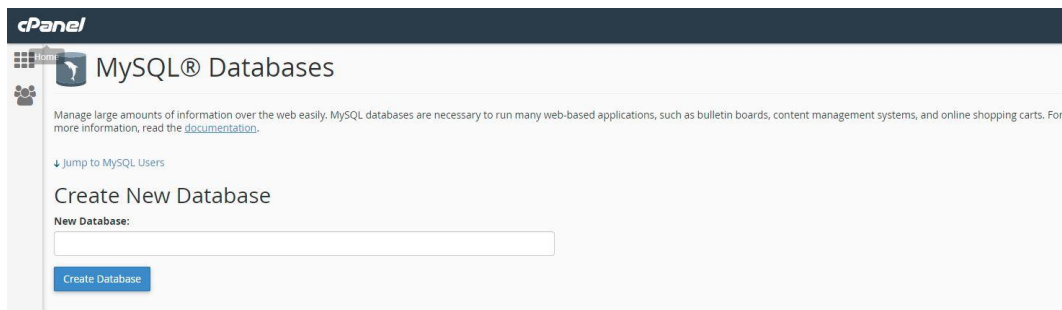 cPanel
Home
MySQL® Databases
Manage large amounts of information over the web easily. MySQL databases are necessary to run many web-based applications, such as bulletin boards, content management systems, and online shopping carts. For
more information, read the documentation.
↓ Jump to MySQL Users
Create New Database
New Database:
Create Database